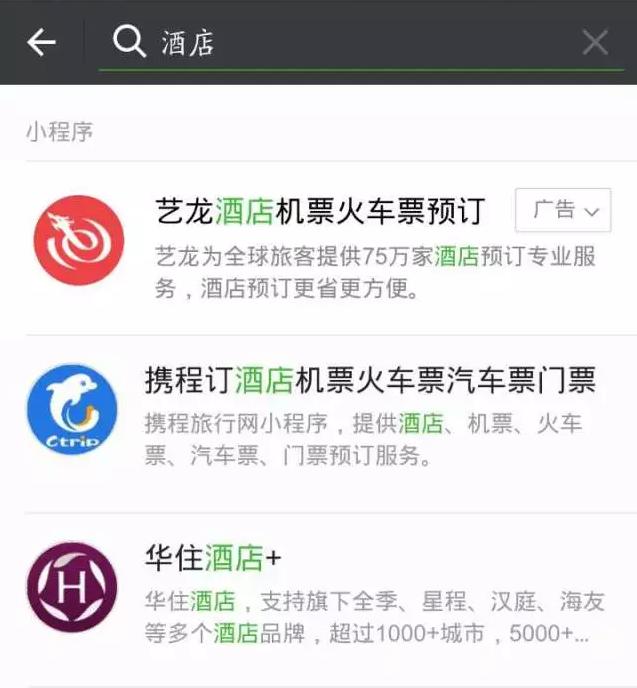 酒店
小程序
艺龙酒店机票火车票预订 广告
艺龙为全球旅客提供75万家酒店预订专业服
务，酒店预订更省更方便。
携程订酒店机票火车票汽车票门票
携程旅行网小程序，提供酒店、机票、火车
票、汽车票、门票预订服务。
Ctrip
华住酒店+
H
华住酒店，支持旗下全季、星程、汉庭、海友
等多个酒店品牌，超过1000+城市，5000+...